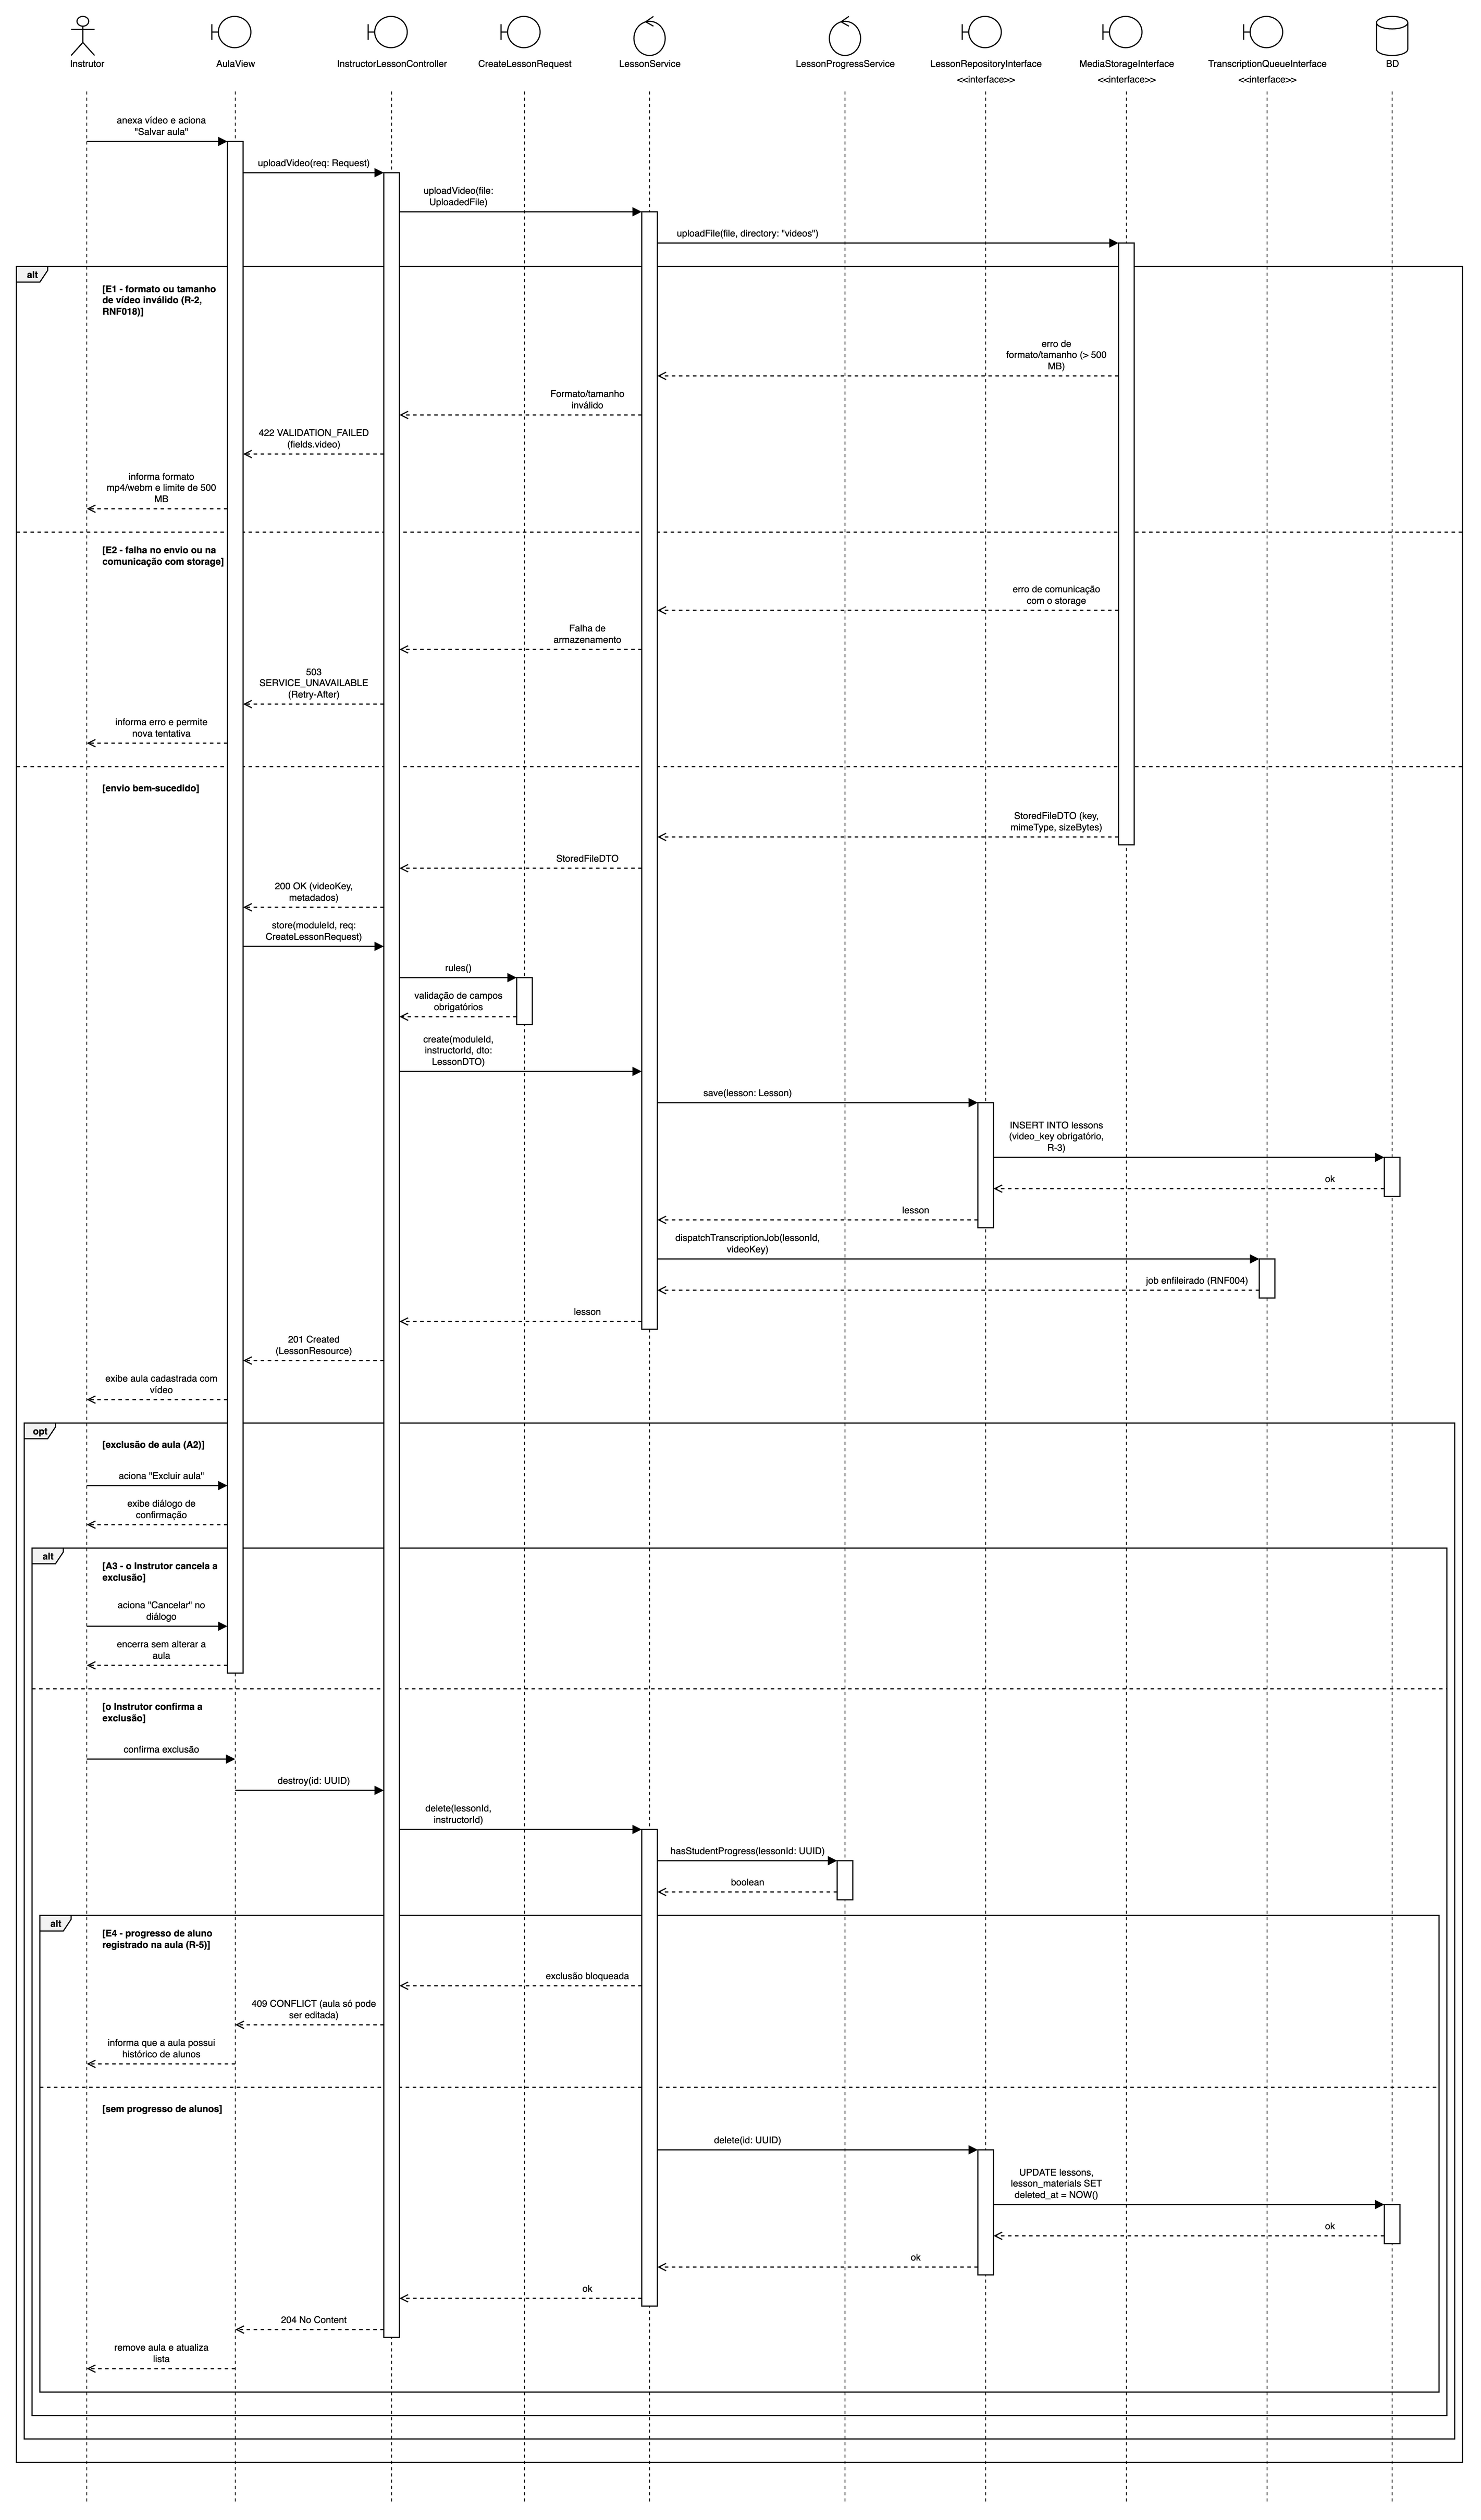 Instrutor
AulaView
InstructorLessonController
CreateLessonRequest
LessonService
LessonProgressService
LessonRepositoryInterface
<<interface>>
MediaStorageInterface
<<interface>>
TranscriptionQueueInterface
<<interface>>
BD
anexa vídeo e aciona
"Salvar aula"
uploadVideo(req: Request)
uploadVideo(file:
UploadedFile)
uploadFile(file, directory: "videos")
alt
[E1 - formato ou tamanho
de vídeo inválido (R-2,
RNF018)]
erro de
formato/tamanho (> 500
MB)
Formato/tamanho
inválido
422 VALIDATION_FAILED
(fields.video)
informa formato
mp4/webm e limite de 500
MB
[E2 - falha no envio ou na
comunicação com storage]
erro de comunicação
com o storage
Falha de
armazenamento
503
SERVICE_UNAVAILABLE
(Retry-After)
informa erro e permite
nova tentativa
[envio bem-sucedido]
StoredFileDTO (key,
mimeType, sizeBytes)
StoredFileDTO
200 OK (videoKey,
metadados)
store(moduleId, req:
CreateLessonRequest)
rules()
validação de campos
obrigatórios
create(moduleId,
instructorId, dto:
LessonDTO)
save(lesson: Lesson)
INSERT INTO lessons
(video_key obrigatório,
R-3)
ok
lesson
dispatchTranscriptionJob(lessonId,
videoKey)
job enfileirado (RNF004)
lesson
201 Created
(LessonResource)
exibe aula cadastrada com
vídeo
opt
[exclusão de aula (A2)]
aciona "Excluir aula"
exibe diálogo de
confirmação
alt
[A3 - o Instrutor cancela a
exclusão]
aciona "Cancelar" no
diálogo
encerra sem alterar a
aula
[o Instrutor confirma a
exclusão]
confirma exclusão
destroy(id: UUID)
delete(lessonId,
instructorId)
hasStudentProgress(lessonId: UUID)
boolean
alt
[E4 - progresso de aluno
registrado na aula (R-5)]
exclusão bloqueada
409 CONFLICT (aula só pode
ser editada)
informa que a aula possui
histórico de alunos
[sem progresso de alunos]
delete(id: UUID)
UPDATE lessons,
lesson_materials SET
deleted_at = NOW()
ok
ok
ok
204 No Content
remove aula e atualiza
lista